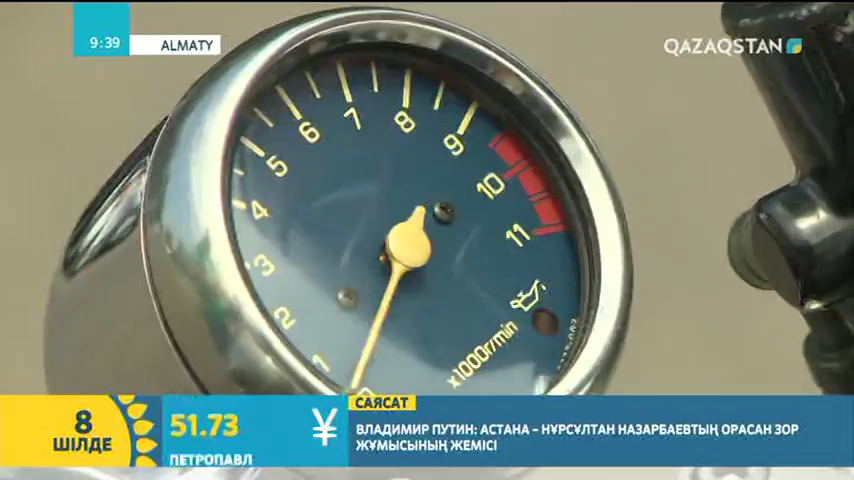 9:39
ALMATY
QAZAQSTAN
1
2
3
4
5
6
7
8
9
10
11
x1000r/min
8
ШІЛДЕ
51.73
ПЕТРОПАВЛ
¥
САЯСАТ
ВЛАДИМИР ПУТИН: АСТАНА – НҰРСҰЛТАН НАЗАРБАЕВТЫҢ ОРАСАН ЗОР
ЖҰМЫСЫНЫҢ ЖЕМІСІ